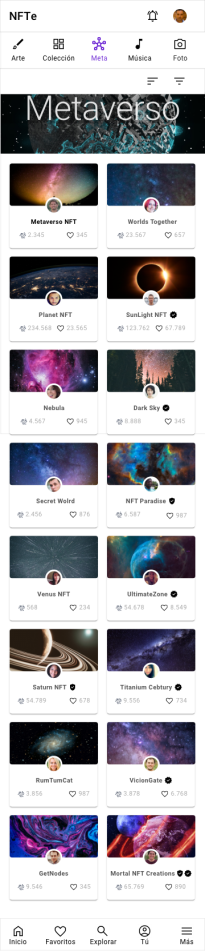 NFTe
Arte Colección Meta Música Foto
Metaverso
Metaverso NFT Worlds Together
2.345 345 23.567 657
Planet NFT SunLight NFT
234.568 23.565 123.762 67.789
Nebula Dark Sky
4.567 945 8.888 345
Secret Wolrd NFT Paradise
2.456 876 6.587 987
Venus NFT UltimateZone
568 234 54.678 8.549
Saturn NFT Titanium Cebtury
54.789 678 9.556 734
RumTumCat VicionGate
3.856 987 3.878 6.768
GetNodes Mortal NFT Creations
9.546 345 65.769 890
Inicio Favoritos Explorar Tú Más